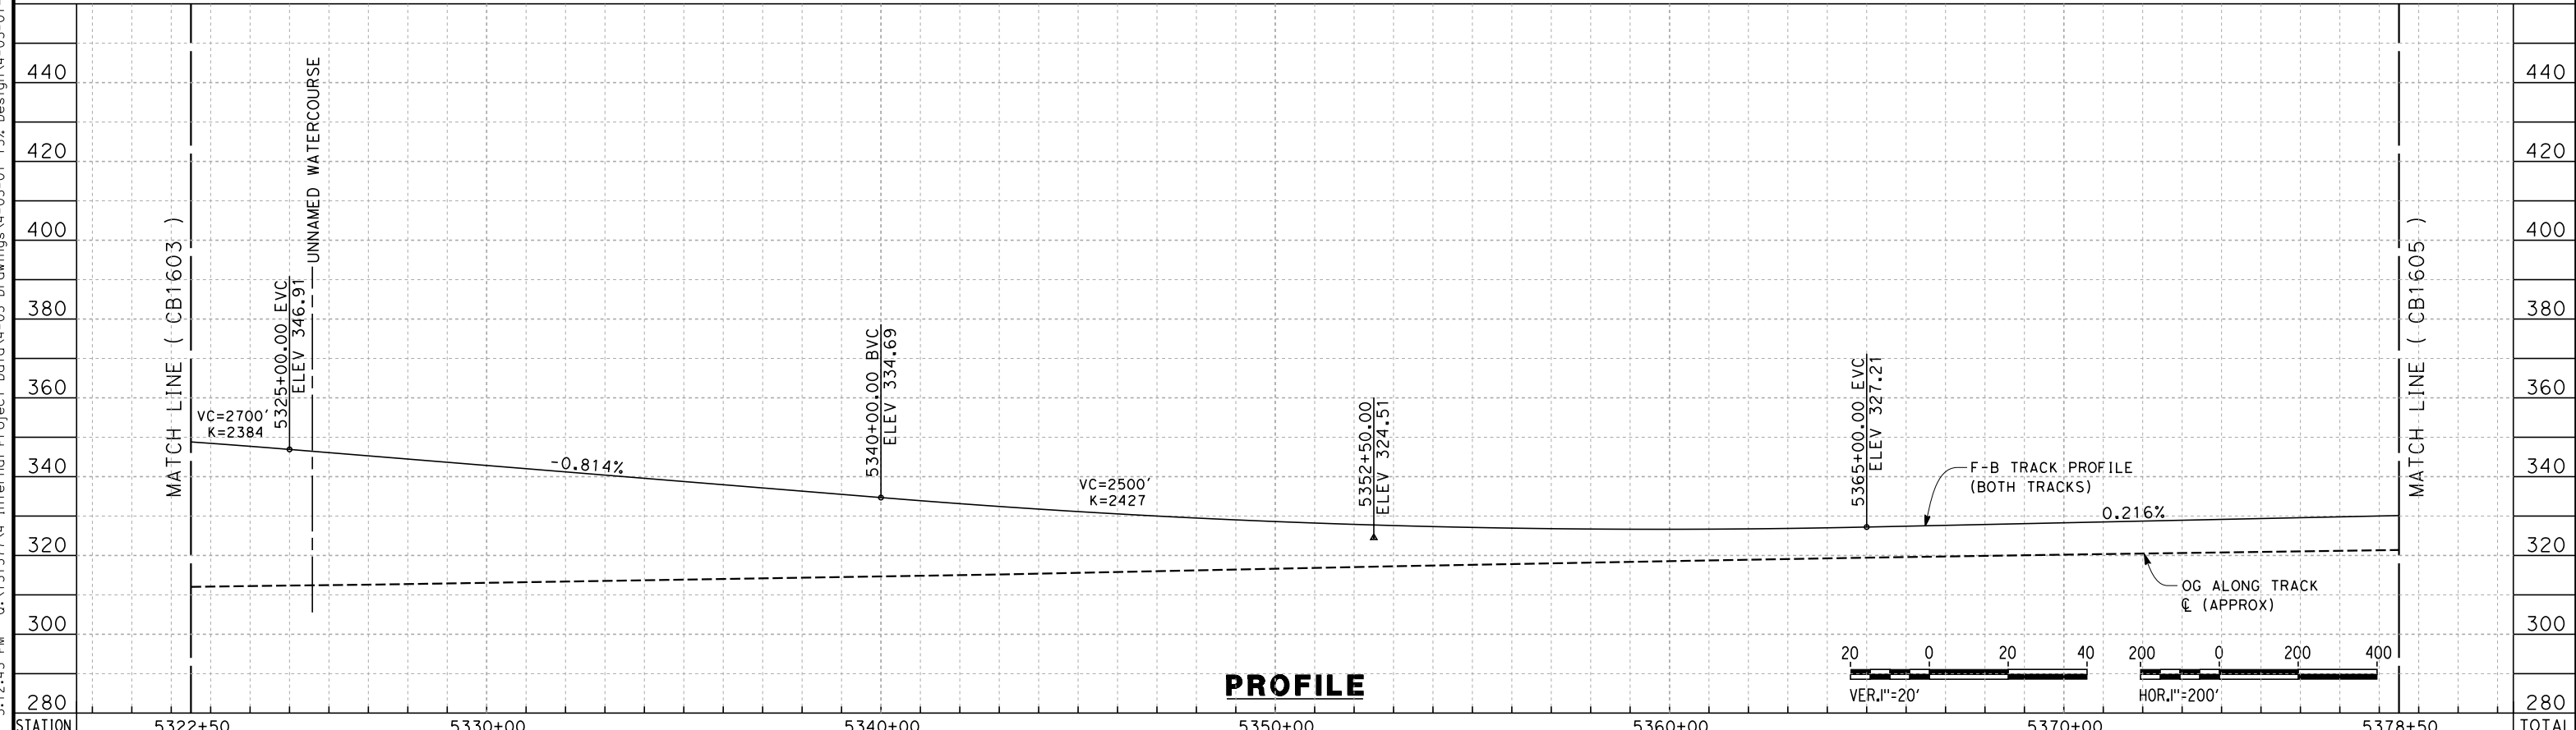 440
420
400
380
360
340
320
300
280
MATCH LINE ( CB1603 )
VC=2700'
K=2384
5325+00.00 EVC
ELEV 346.91
UNNAMED WATERCOURSE
-0.814%
5340+00.00 BVC
ELEV 334.69
VC=2500'
K=2427
5352+50.00
ELEV 324.51
5365+00.00 EVC
ELEV 327.21
F-B TRACK PROFILE
(BOTH TRACKS)
0.216%
OG ALONG TRACK
℄ (APPROX)
MATCH LINE ( CB1605 )
440
420
400
380
360
340
320
300
280
20 0 20 40
VER.1"=20'
200 0 200 400
HOR.1"=200'
PROFILE
STATION 5322+50 5330+00 5340+00 5350+00 5360+00 5370+00 5378+50 TOTAL